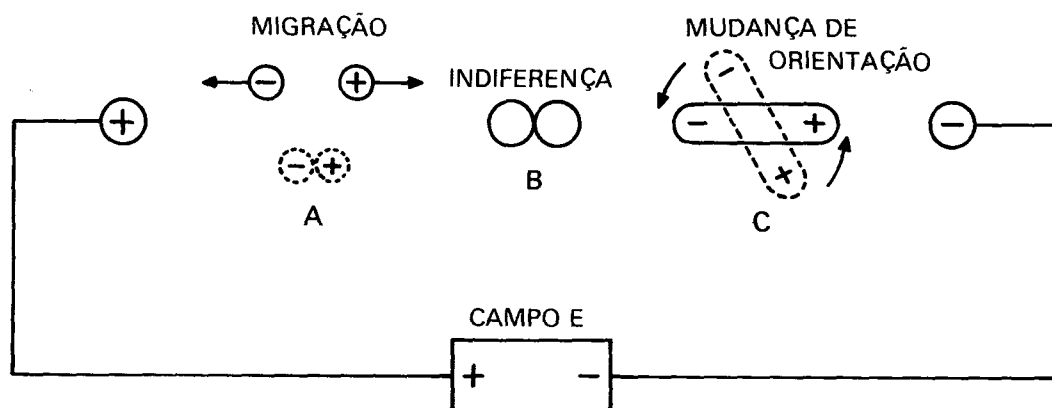 MIGRAÇÃO
MUDANÇA DE
ORIENTAÇÃO
INDIFERENÇA
- +
+
- +
-
- +
-
+
A
B
C
CAMPO E
+ -